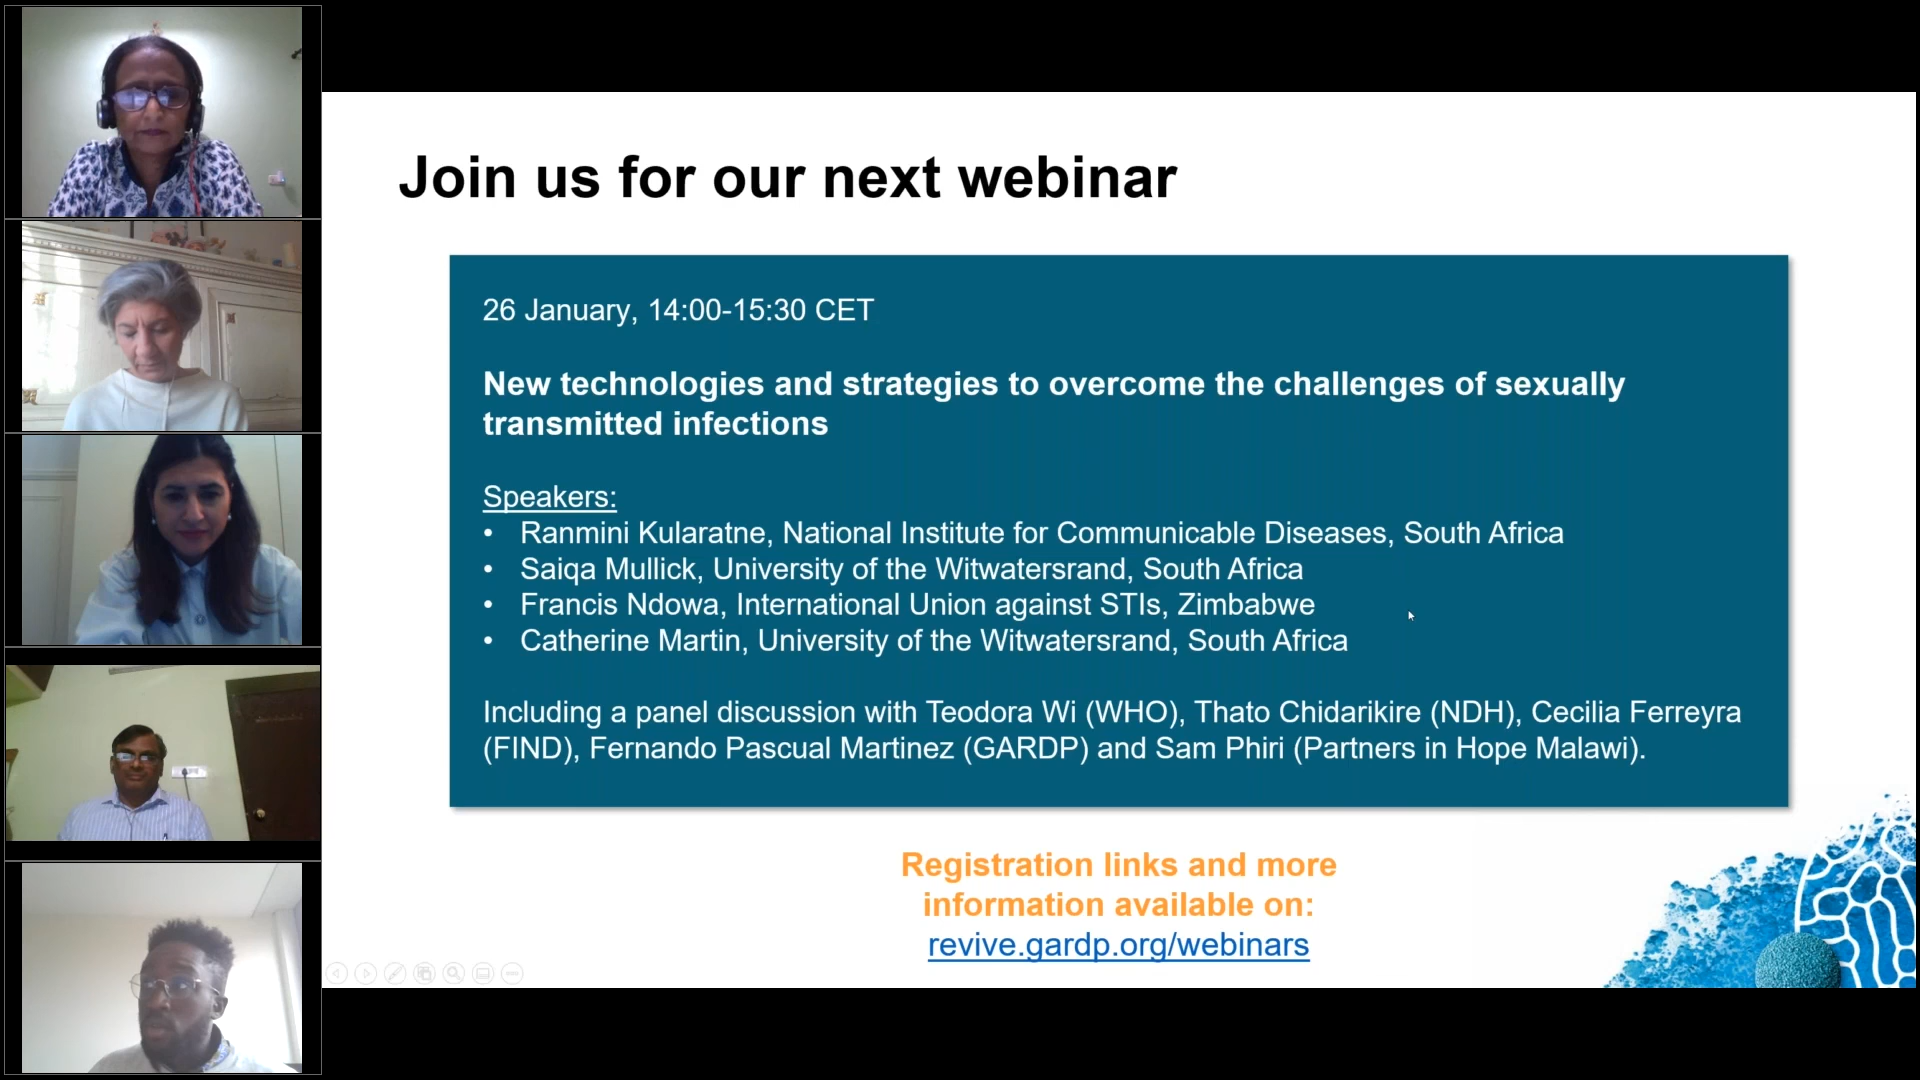 Join us for our next webinar
26 January, 14:00-15:30 CET
New technologies and strategies to overcome the challenges of sexually
transmitted infections
Speakers:
• Ranmini Kularatne, National Institute for Communicable Diseases, South Africa
• Saiqa Mullick, University of the Witwatersrand, South Africa
• Francis Ndowa, International Union against STIs, Zimbabwe
• Catherine Martin, University of the Witwatersrand, South Africa
Including a panel discussion with Teodora Wi (WHO), Thato Chidarikire (NDH), Cecilia Ferreyra
(FIND), Fernando Pascual Martinez (GARDP) and Sam Phiri (Partners in Hope Malawi).
Registration links and more
information available on:
revive.gardp.org/webinars